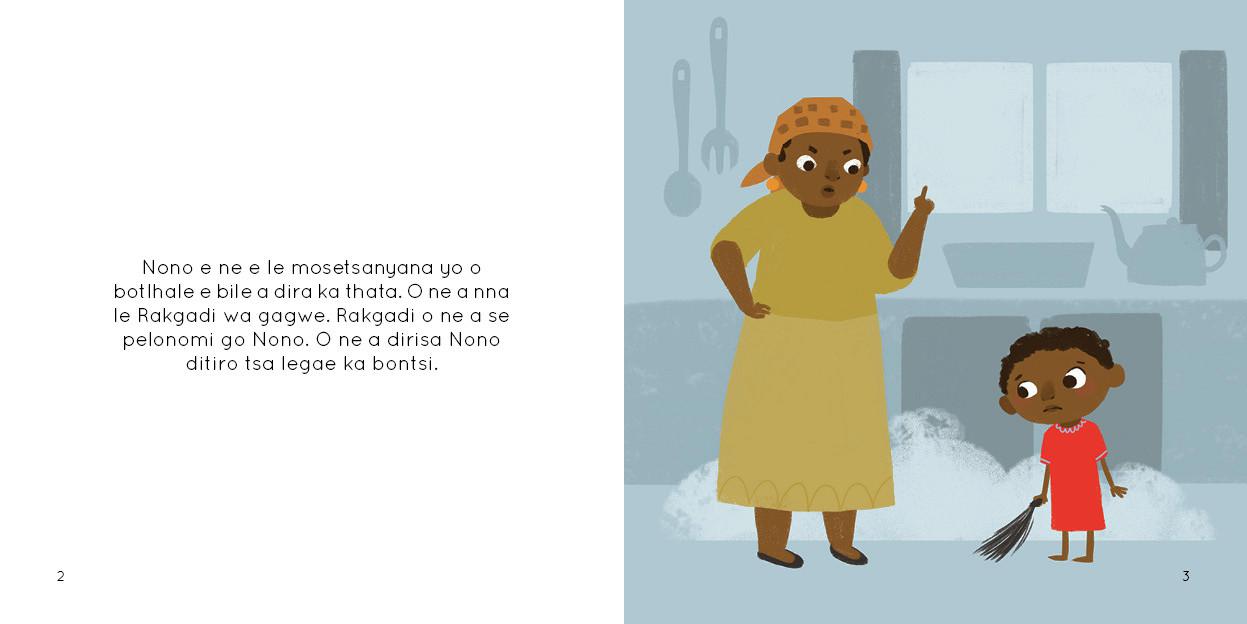 Nono e ne e le mosetsanyana yo o
botlhale e bile a dira ka thata. O ne a nna
le Rakgadi wa gagwe. Rakgadi o ne a se
pelonomi go Nono. O ne a dirisa Nono
ditiro tsa legae ka bontsi.
2
3